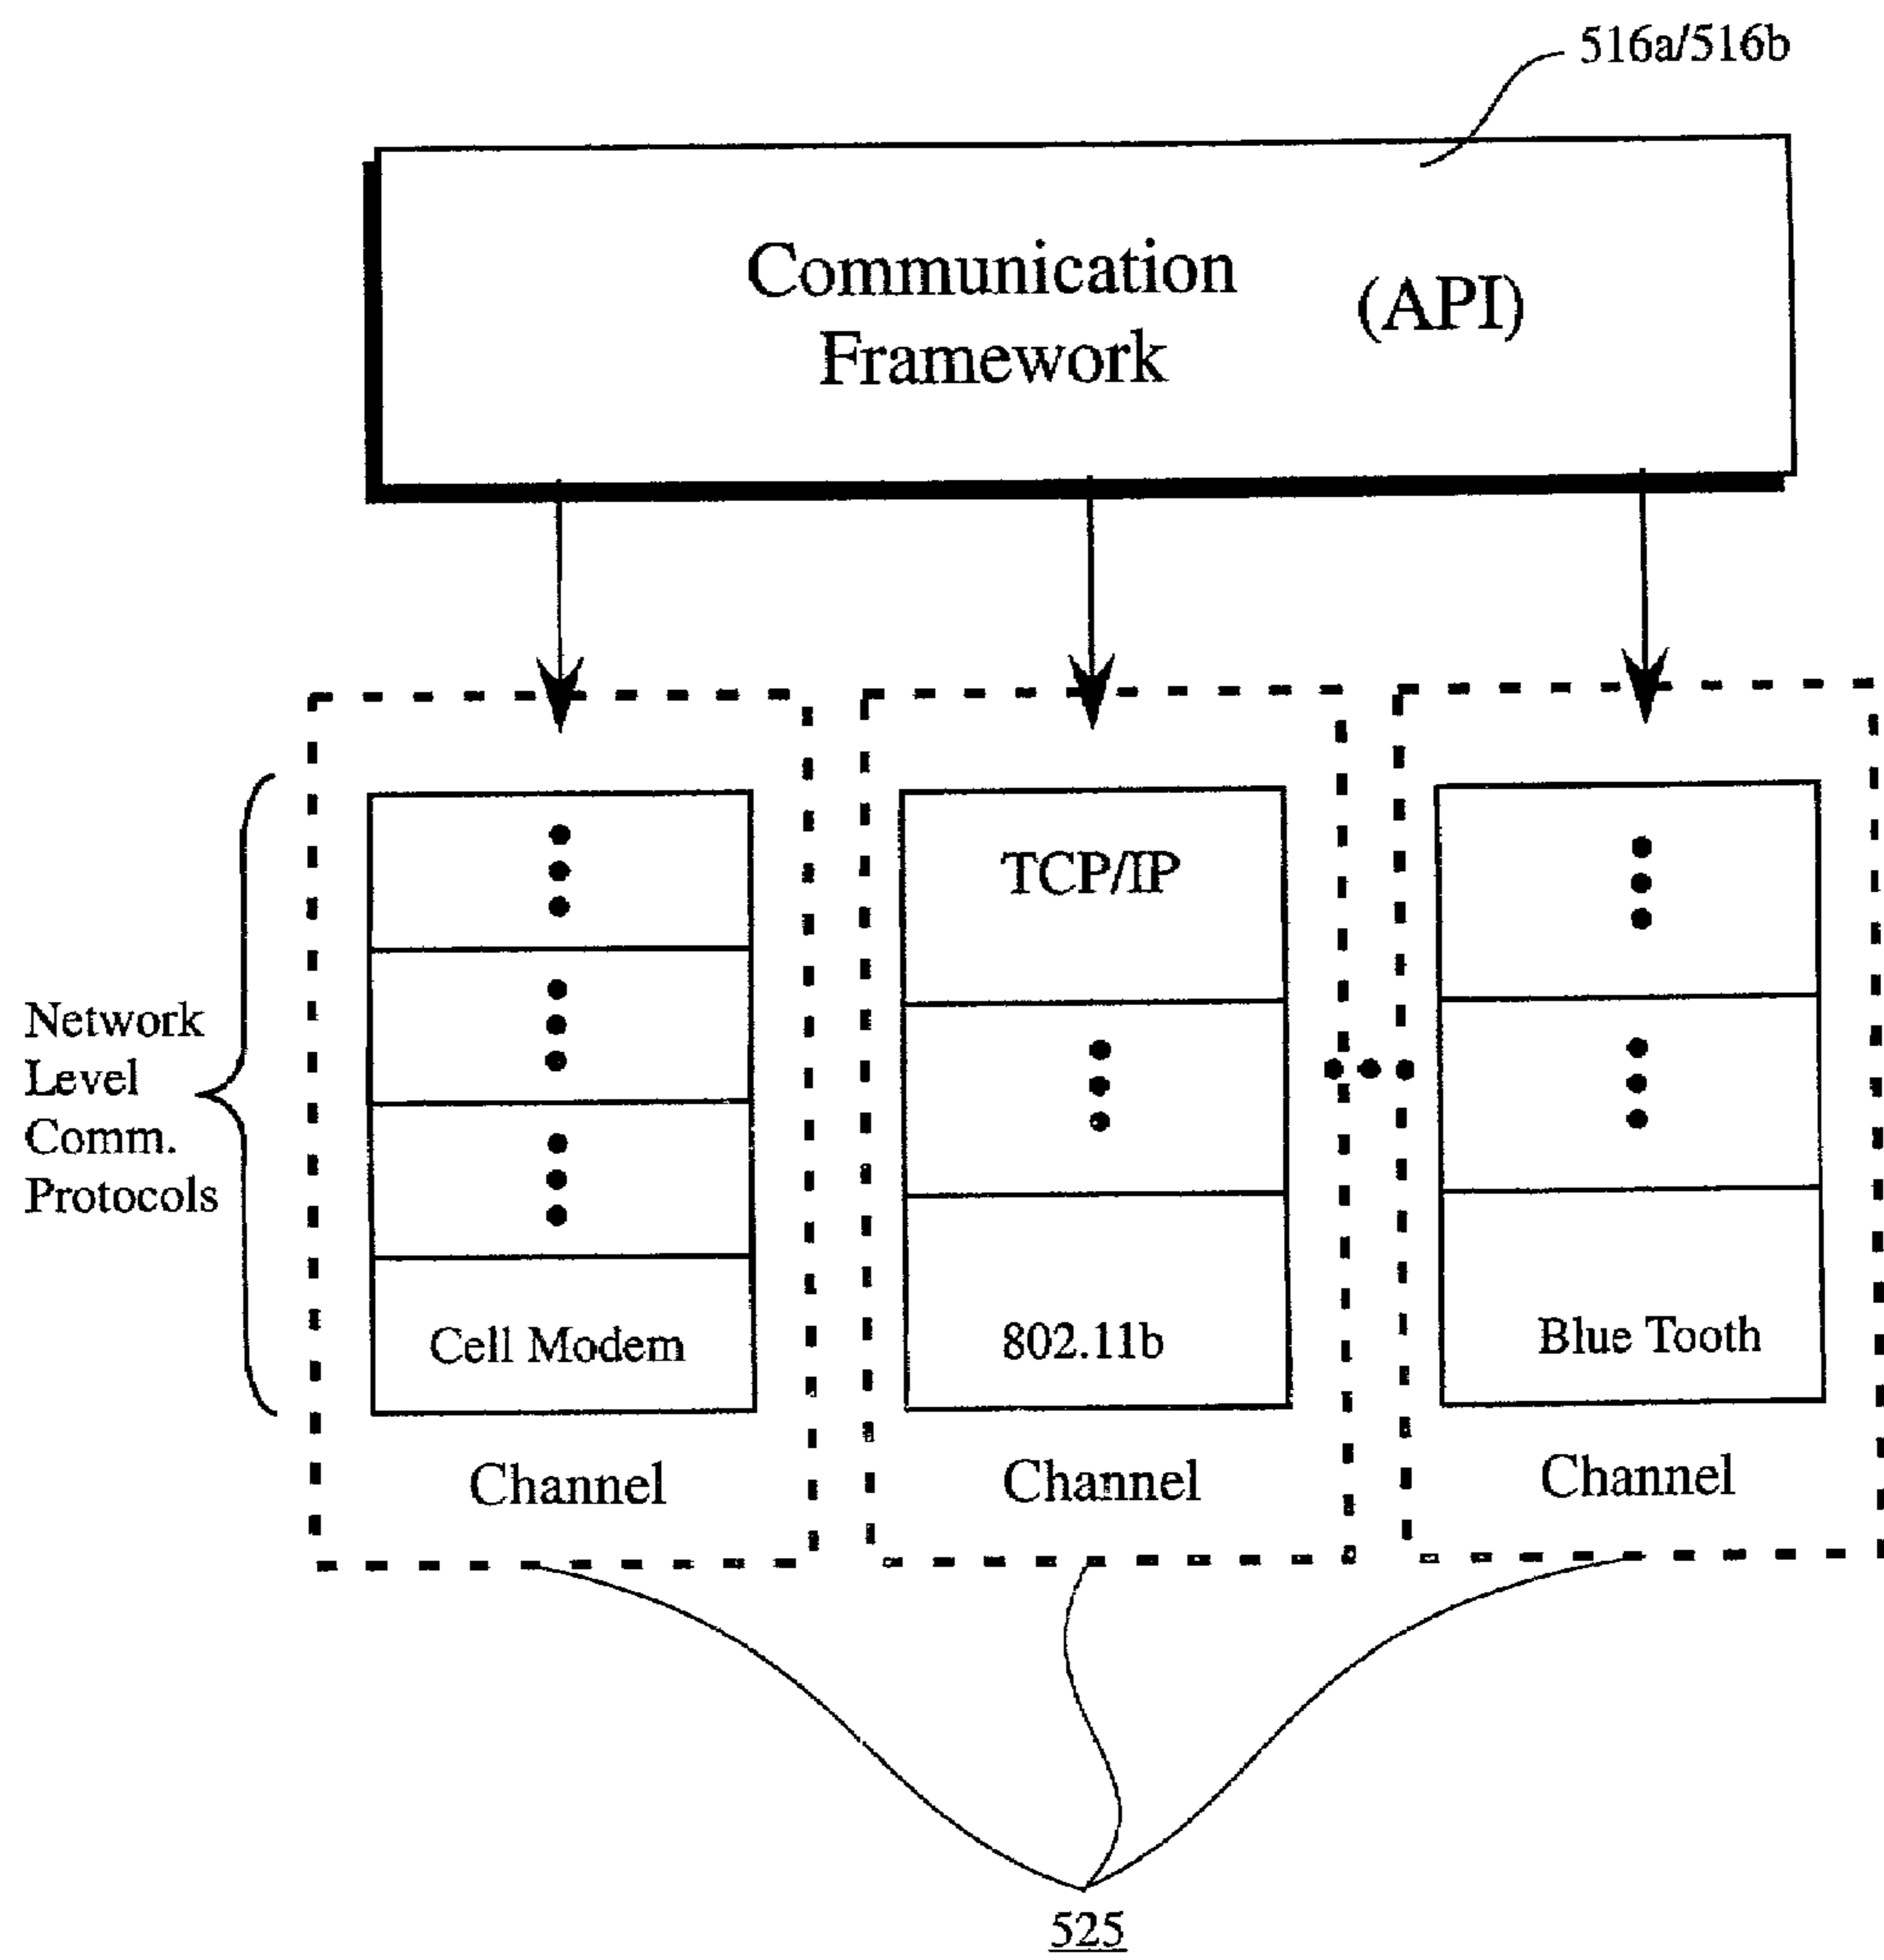 516a/516b
Communication
Framework
(API)
Network
Level
Comm.
Protocols
TCP/IP
Cell Modem
802.11b
Blue Tooth
Channel
Channel
Channel
525